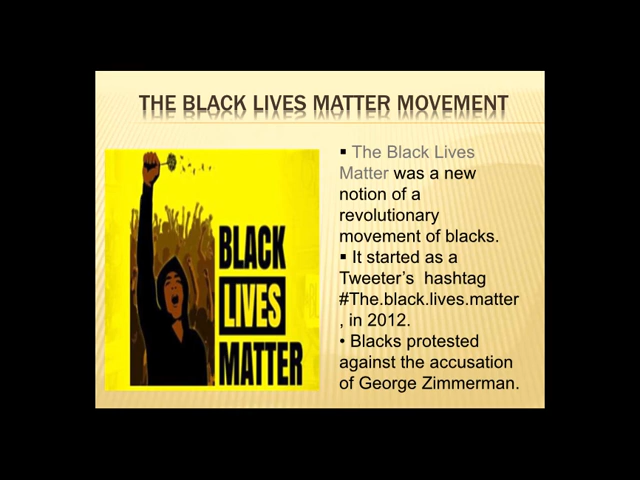 THE BLACK LIVES MATTER MOVEMENT
BLACK
LIVES
MATTER
▪ The Black Lives
Matter was a new
notion of a
revolutionary
movement of blacks.
▪ It started as a
Tweeter’s hashtag
#The.black.lives.matter
, in 2012.
• Blacks protested
against the accusation
of George Zimmerman.